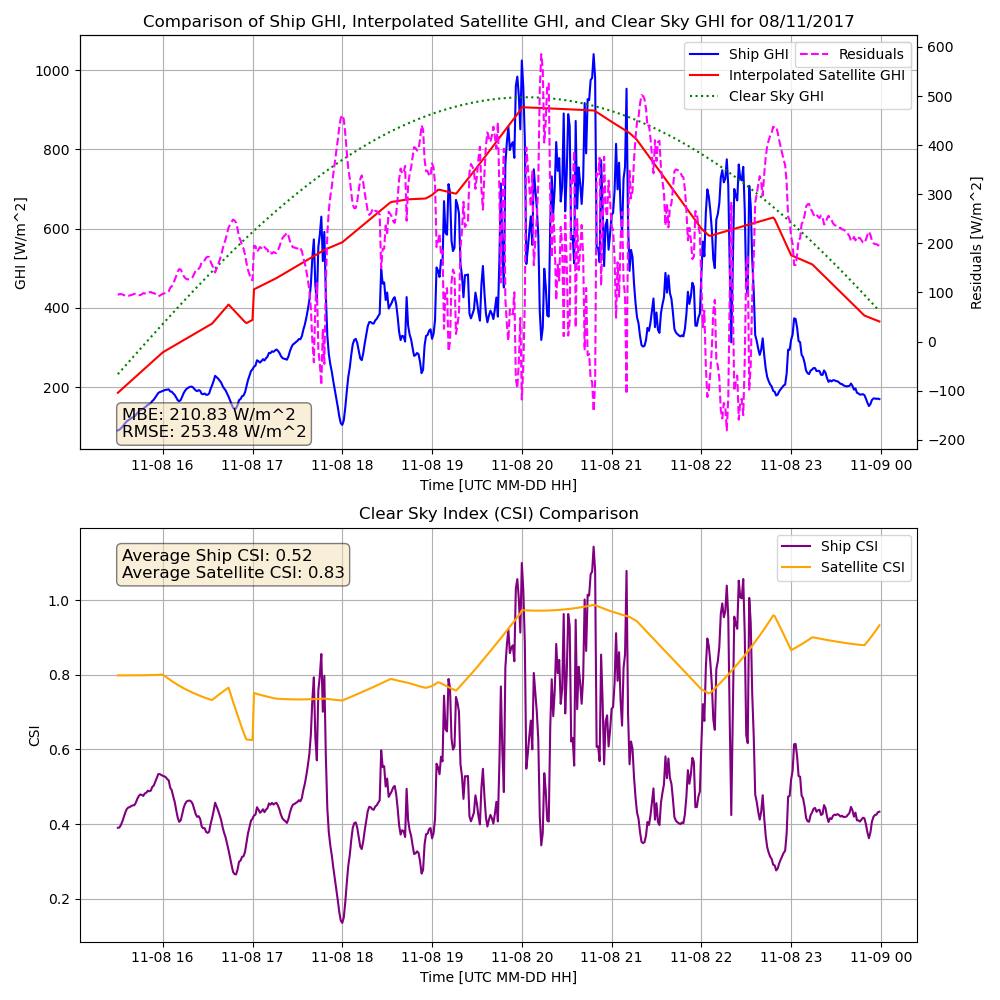 Comparison of Ship GHI, Interpolated Satellite GHI, and Clear Sky GHI for 08/11/2017
GHI [W/m^2]
1000
800
600
400
200
Ship GHI
Interpolated Satellite GHI
Clear Sky GHI
Residuals
MBE: 210.83 W/m^2
RMSE: 253.48 W/m^2
600
500
400
300
200
100
0
−100
−200
Residuals [W/m^2]
11-08 16 11-08 17 11-08 18 11-08 19 11-08 20 11-08 21 11-08 22 11-08 23 11-09 00
Time [UTC MM-DD HH]
Clear Sky Index (CSI) Comparison
CSI
1.0
0.8
0.6
0.4
0.2
Average Ship CSI: 0.52
Average Satellite CSI: 0.83
Ship CSI
Satellite CSI
11-08 16 11-08 17 11-08 18 11-08 19 11-08 20 11-08 21 11-08 22 11-08 23 11-09 00
Time [UTC MM-DD HH]